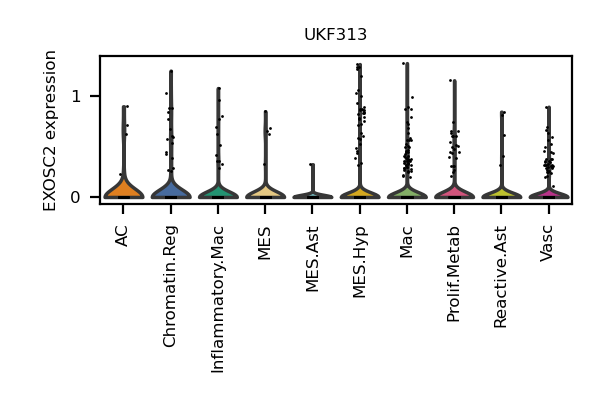 UKF313
EXOSC2 expression
1
0
AC
Chromatin.Reg
Inflammatory.Mac
MES
MES.Ast
MES.Hyp
Mac
Prolif.Metab
Reactive.Ast
Vasc